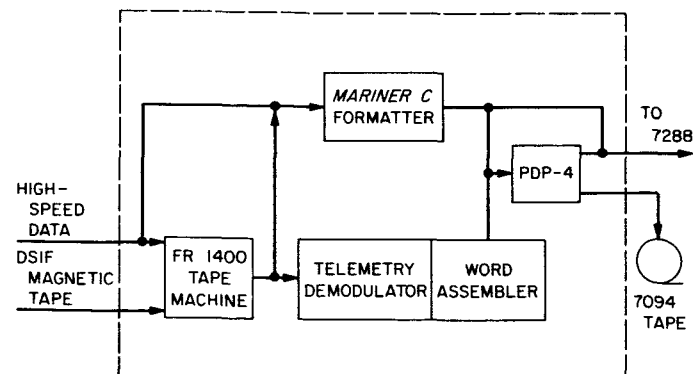 MARINER C
FORMATTER
TO
7288
PDP-4
HIGH-
SPEED
DATA
DSIF
MAGNETIC
TAPE
FR 1400
TAPE
MACHINE
TELEMETRY
DEMODULATOR
WORD
ASSEMBLER
7094
TAPE